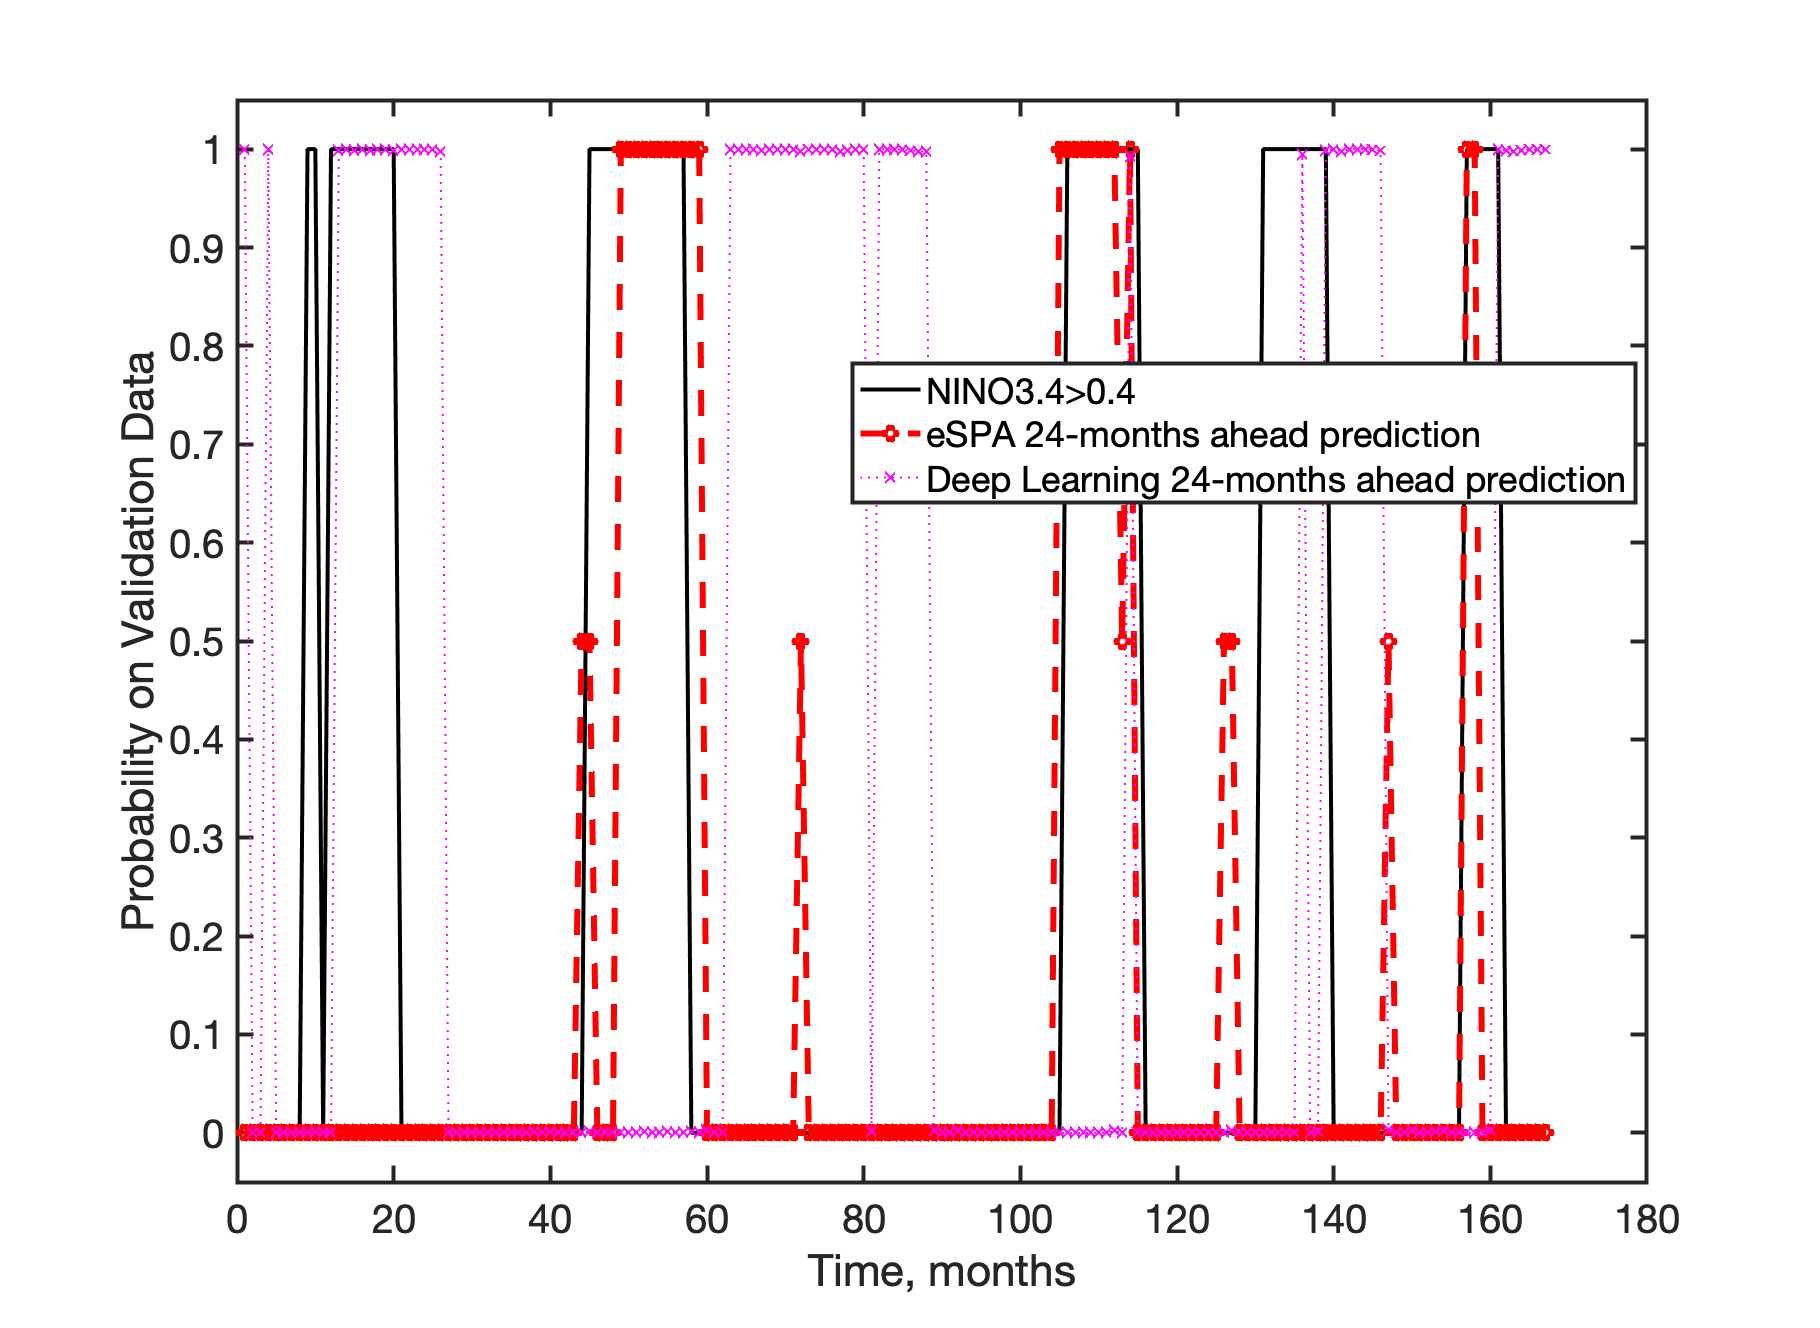 Probability on Validation Data
1
0.9
0.8
0.7
0.6
0.5
0.4
0.3
0.2
0.1
0
NINO3.4>0.4
eSPA 24-months ahead prediction
Deep Learning 24-months ahead prediction
0 20 40 60 80 100 120 140 160 180
Time, months